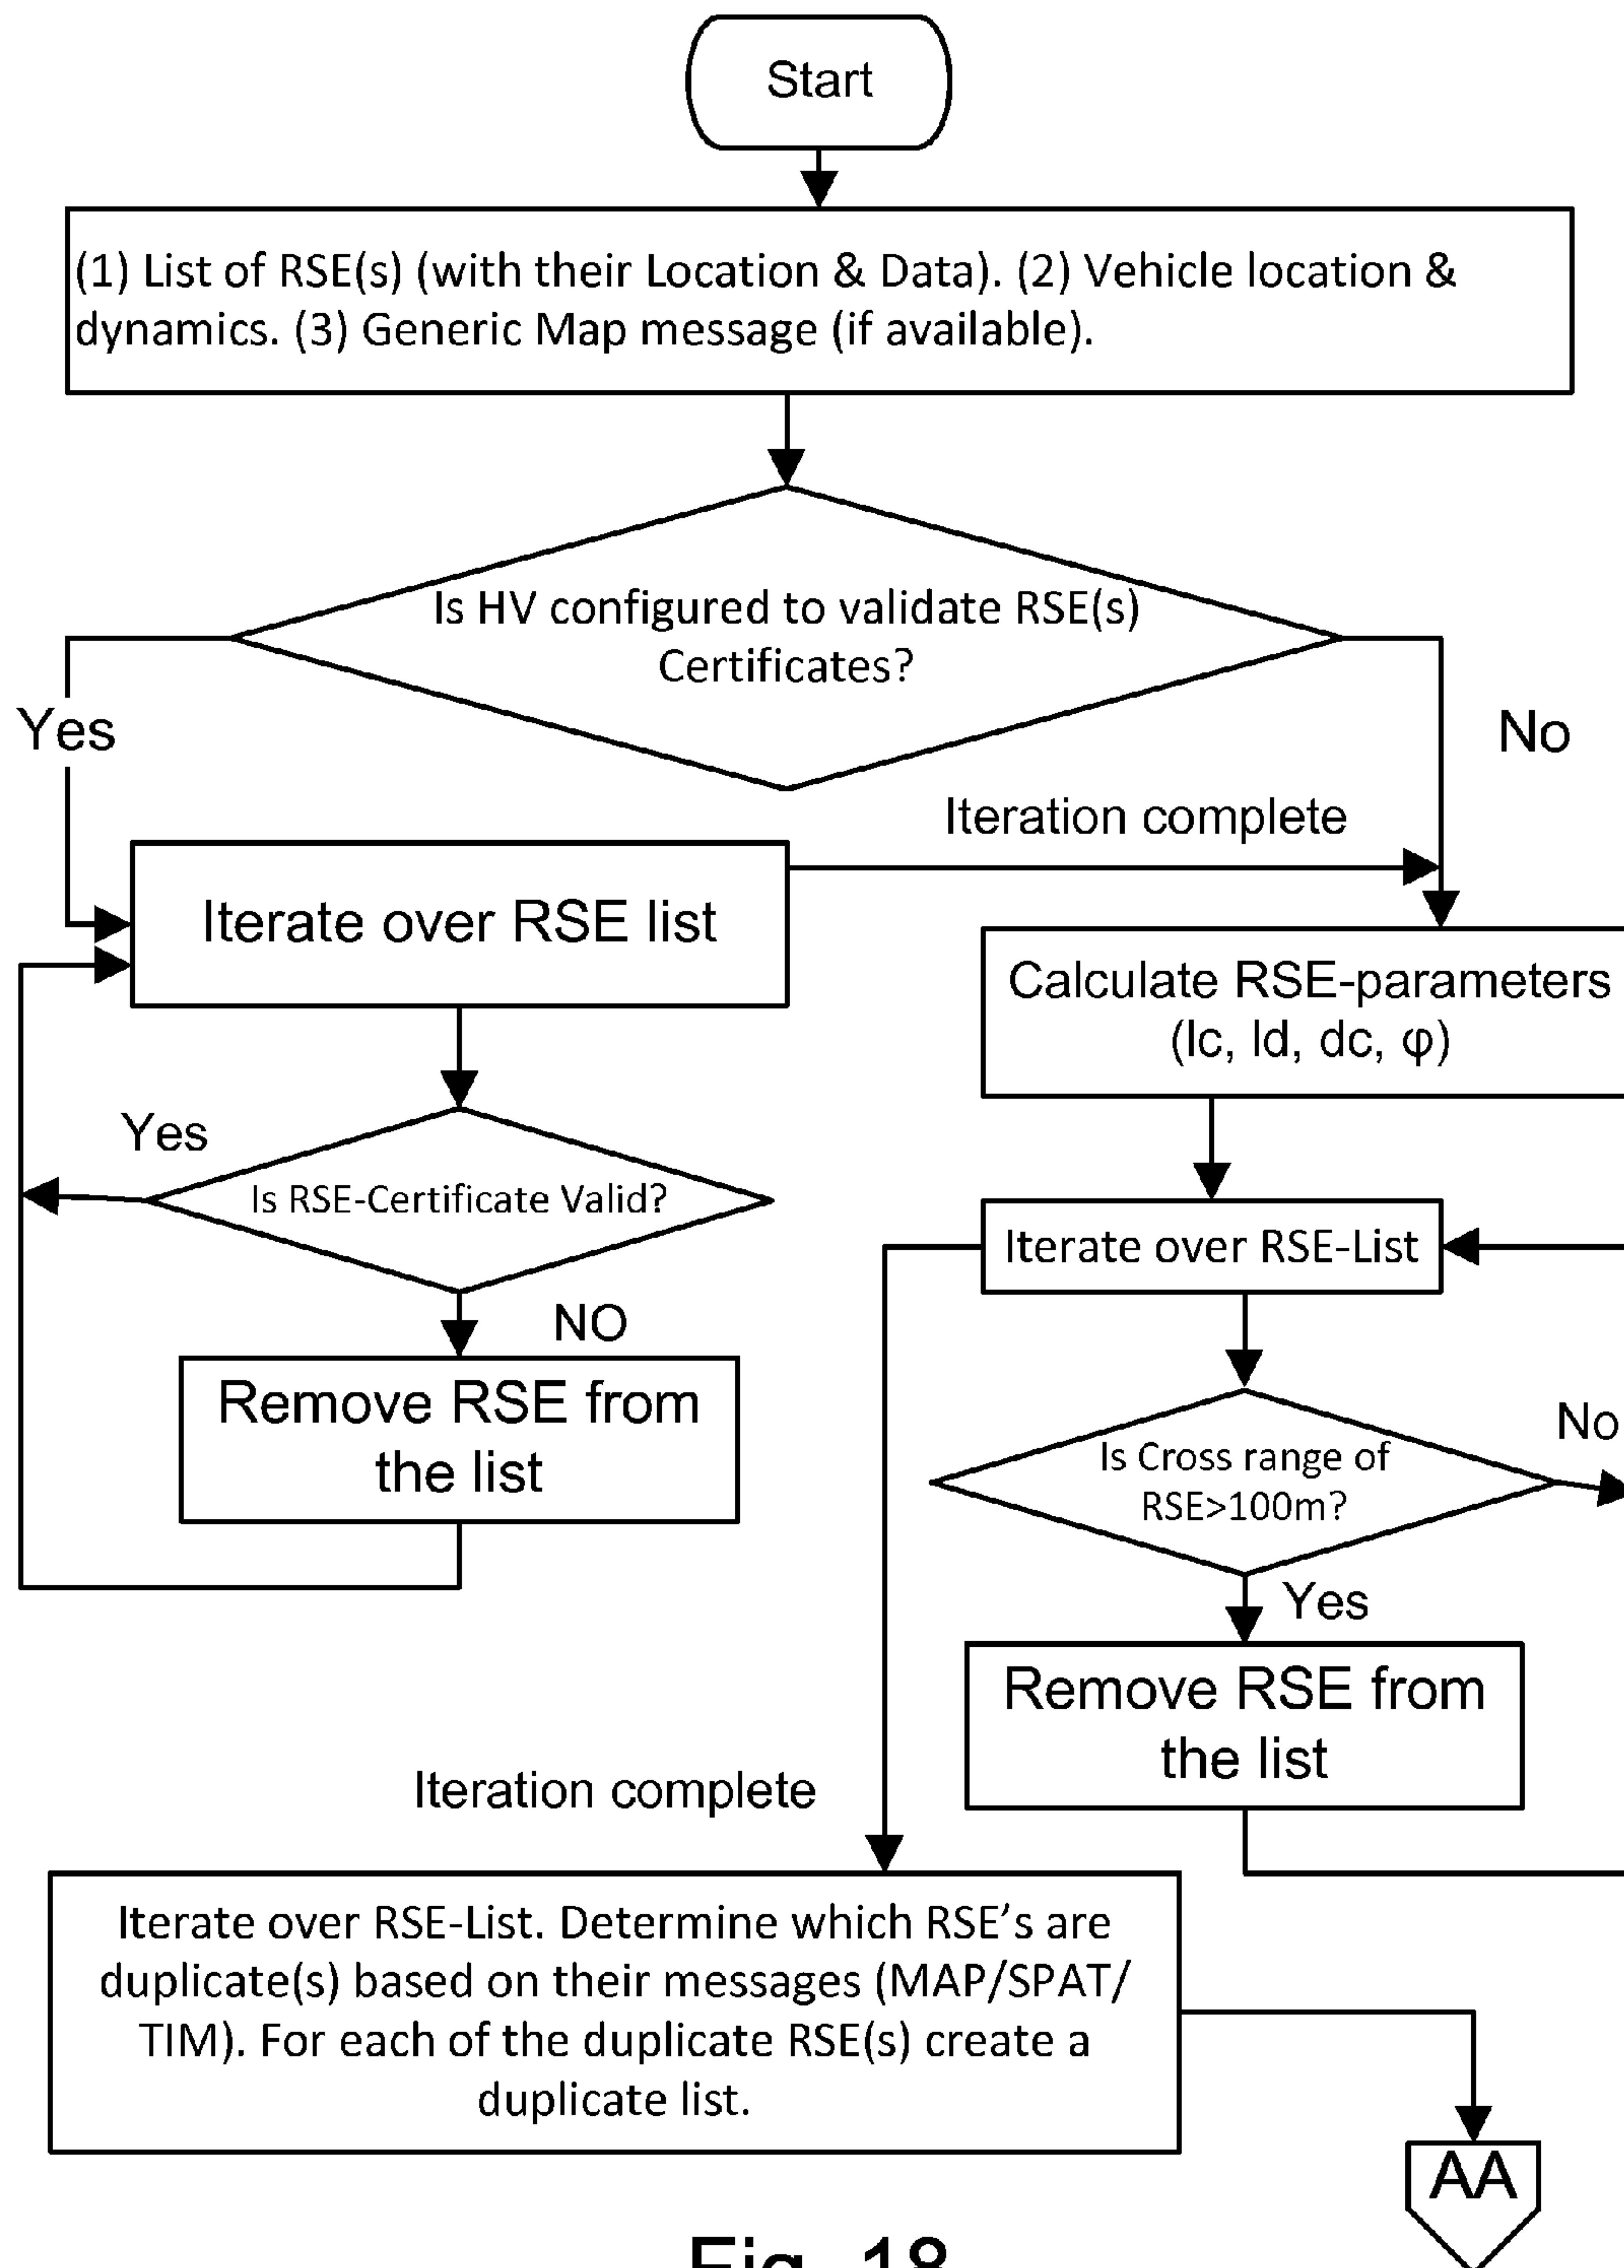 Start
(1) List of RSE(s) (with their Location & Data). (2) Vehicle location &
dynamics. (3) Generic Map message (if available).
Is HV configured to validate RSE(s)
Certificates?
Yes
No
Iteration complete
Iterate over RSE list
Calculate RSE-parameters
(lc, ld, dc, φ)
Yes
Is RSE-Certificate Valid?
Iterate over RSE-List
NO
Remove RSE from
the list
No
Is Cross range of
RSE>100m?
Yes
Remove RSE from
the list
Iteration complete
Iterate over RSE-List. Determine which RSE's are
duplicate(s) based on their messages (MAP/SPAT/
TIM). For each of the duplicate RSE(s) create a
duplicate list.
AA
Fig. 18